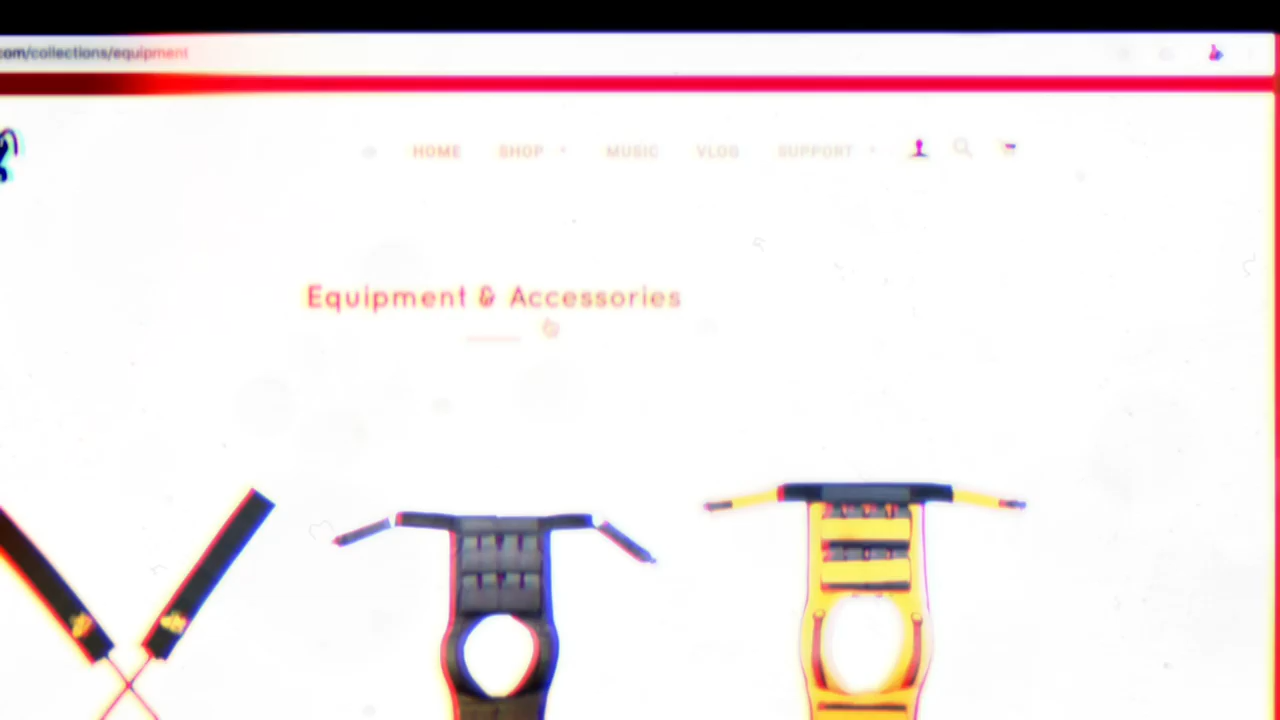 com/collections/equipment
HOME SHOP MUSIC VLOG SUPPORT
Equipment & Accessories